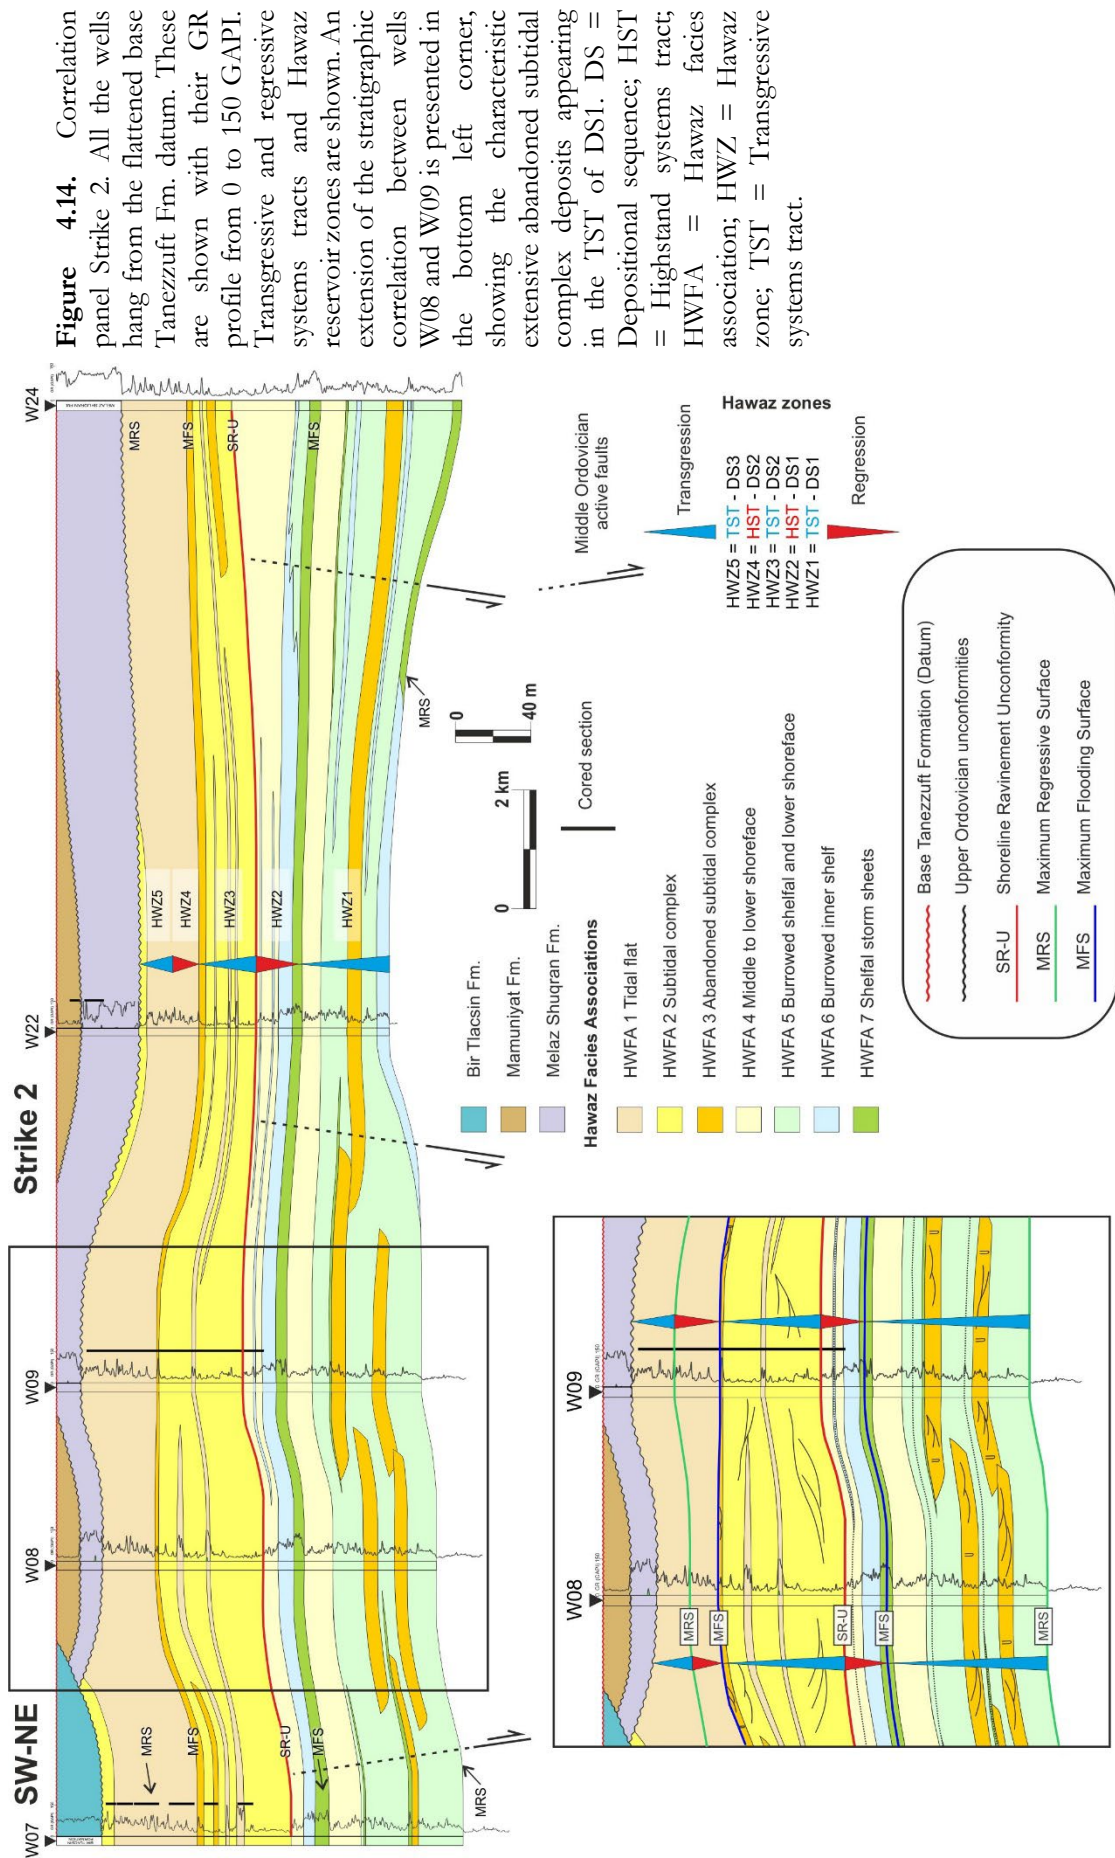 Strike 2
SW-NE
W07
W08
W09
W22
W24
MRS
MFS
SR-U
MFS
MRS
HWZ5
HWZ4
HWZ3
HWZ2
HWZ1
MRS
MFS
SR-U
MFS
MRS
0
2 km
0
40 m
Cored section
Middle Ordovician
active faults
Bir Tlacsin Fm.
Mamuniyat Fm.
Melaz Shuqran Fm.
Hawaz Facies Associations
HWFA 1 Tidal flat
HWFA 2 Subtidal complex
HWFA 3 Abandoned subtidal complex
HWFA 4 Middle to lower shoreface
HWFA 5 Burrowed shelfal and lower shoreface
HWFA 6 Burrowed inner shelf
HWFA 7 Shelfal storm sheets
Transgression
HWZ5 = TST - DS3
HWZ4 = HST - DS2
HWZ3 = TST - DS2
HWZ2 = HST - DS1
HWZ1 = TST - DS1
Regression
Hawaz zones
W08
W09
GR (GAPI) 150
GR (GAPI) 150
MRS
MFS
SR-U
MFS
MRS
Base Tanezzuft Formation (Datum)
Upper Ordovician unconformities
SR-U Shoreline Ravinement Unconformity
MRS Maximum Regressive Surface
MFS Maximum Flooding Surface
Figure 4.14. Correlation
panel Strike 2. All the wells
hang from the flattened base
Tanezzuft Fm. datum. These
are shown with their GR
profile from 0 to 150 GAPI.
Transgressive and regressive
systems tracts and Hawaz
reservoir zones are shown. An
extension of the stratigraphic
correlation between wells
W08 and W09 is presented in
the bottom left corner,
showing the characteristic
extensive abandoned subtidal
complex deposits appearing
in the TST of DS1. DS =
Depositional sequence; HST
= Highstand systems tract;
HWFA = Hawaz facies
association; HWZ = Hawaz
zone; TST = Transgressive
systems tract.